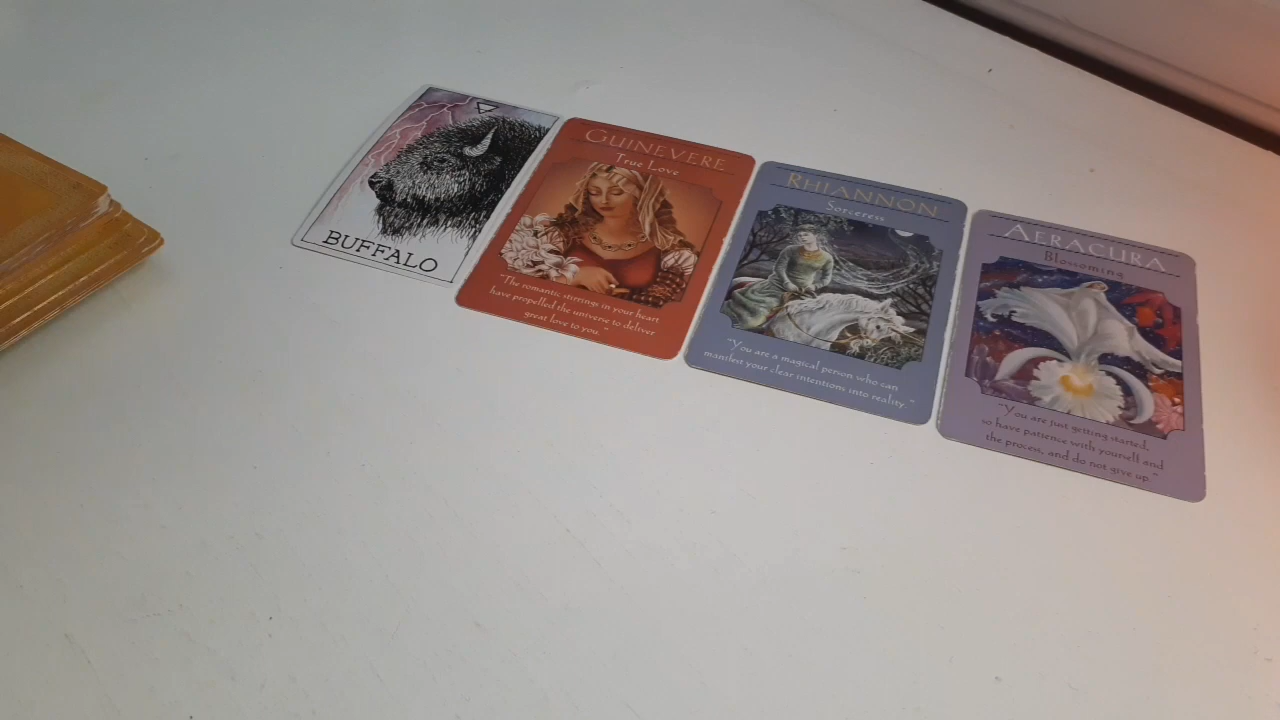 BUFFALO
GUINEVERE
True Love
"The romantic stirrings in your heart
have propelled the universe to deliver
great love to you."
RHIANNON
Sorceress
"You are a magical person who can
manifest your clear intentions into reality."
AERACURA
Blossoming
"You are just getting started,
so have patience with yourself and
the process, and do not give up."